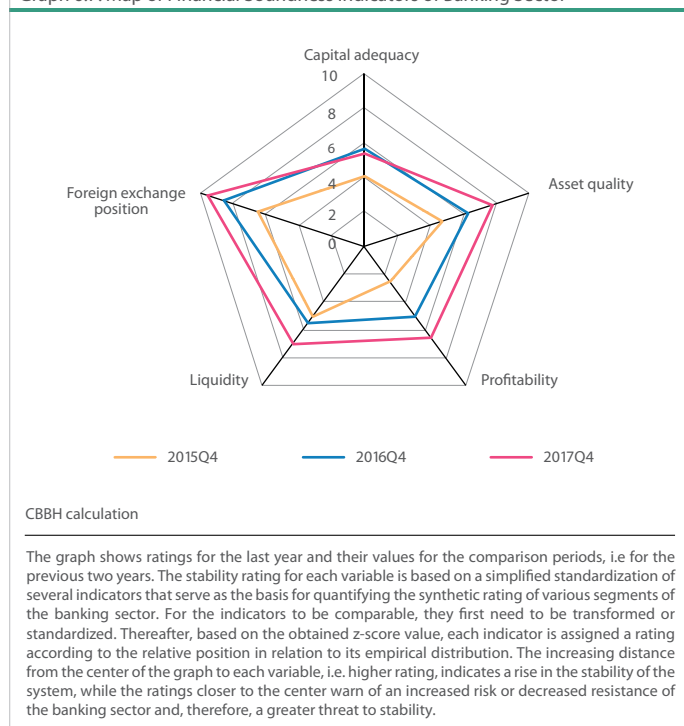 Capital adequacy
10
8
6
4
2
0
Foreign exchange
position
Asset quality
Liquidity
Profitability
2015Q4 2016Q4 2017Q4
CBBH calculation
The graph shows ratings for the last year and their values for the comparison periods, i.e for the
previous two years. The stability rating for each variable is based on a simplified standardization of
several indicators that serve as the basis for quantifying the synthetic rating of various segments of
the banking sector. For the indicators to be comparable, they first need to be transformed or
standardized. Thereafter, based on the obtained z-score value, each indicator is assigned a rating
according to the relative position in relation to its empirical distribution. The increasing distance
from the center of the graph to each variable, i.e. higher rating, indicates a rise in the stability of the
system, while the ratings closer to the center warn of an increased risk or decreased resistance of
the banking sector and, therefore, a greater threat to stability.